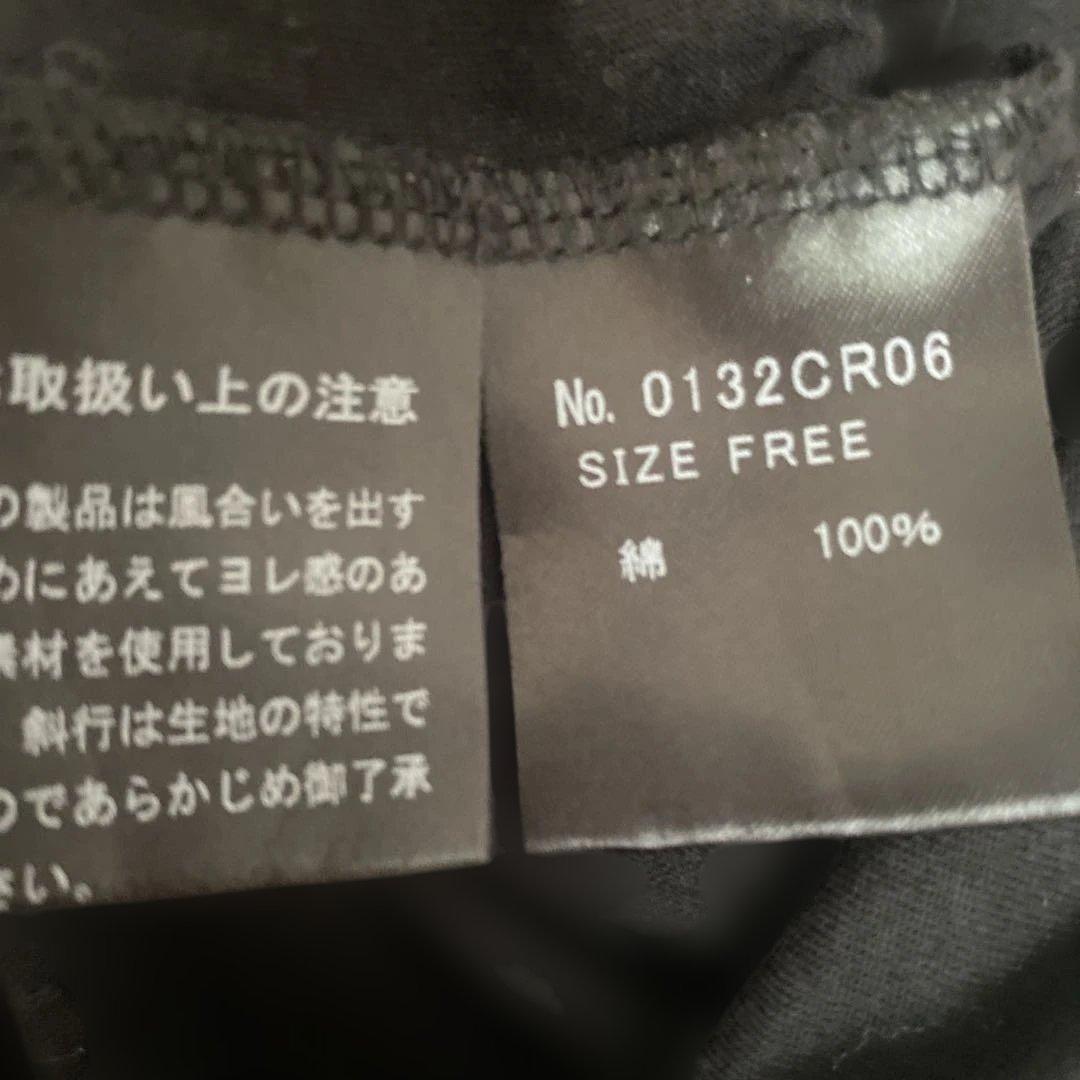 取扱い上の注意
の製品は風合いを出す
めにあえてヨレ感のあ
素材を使用しておりま
斜行は生地の特性で
のであらかじめ御了承
さい。
No. 0132CR06
SIZE FREE
綿 100%